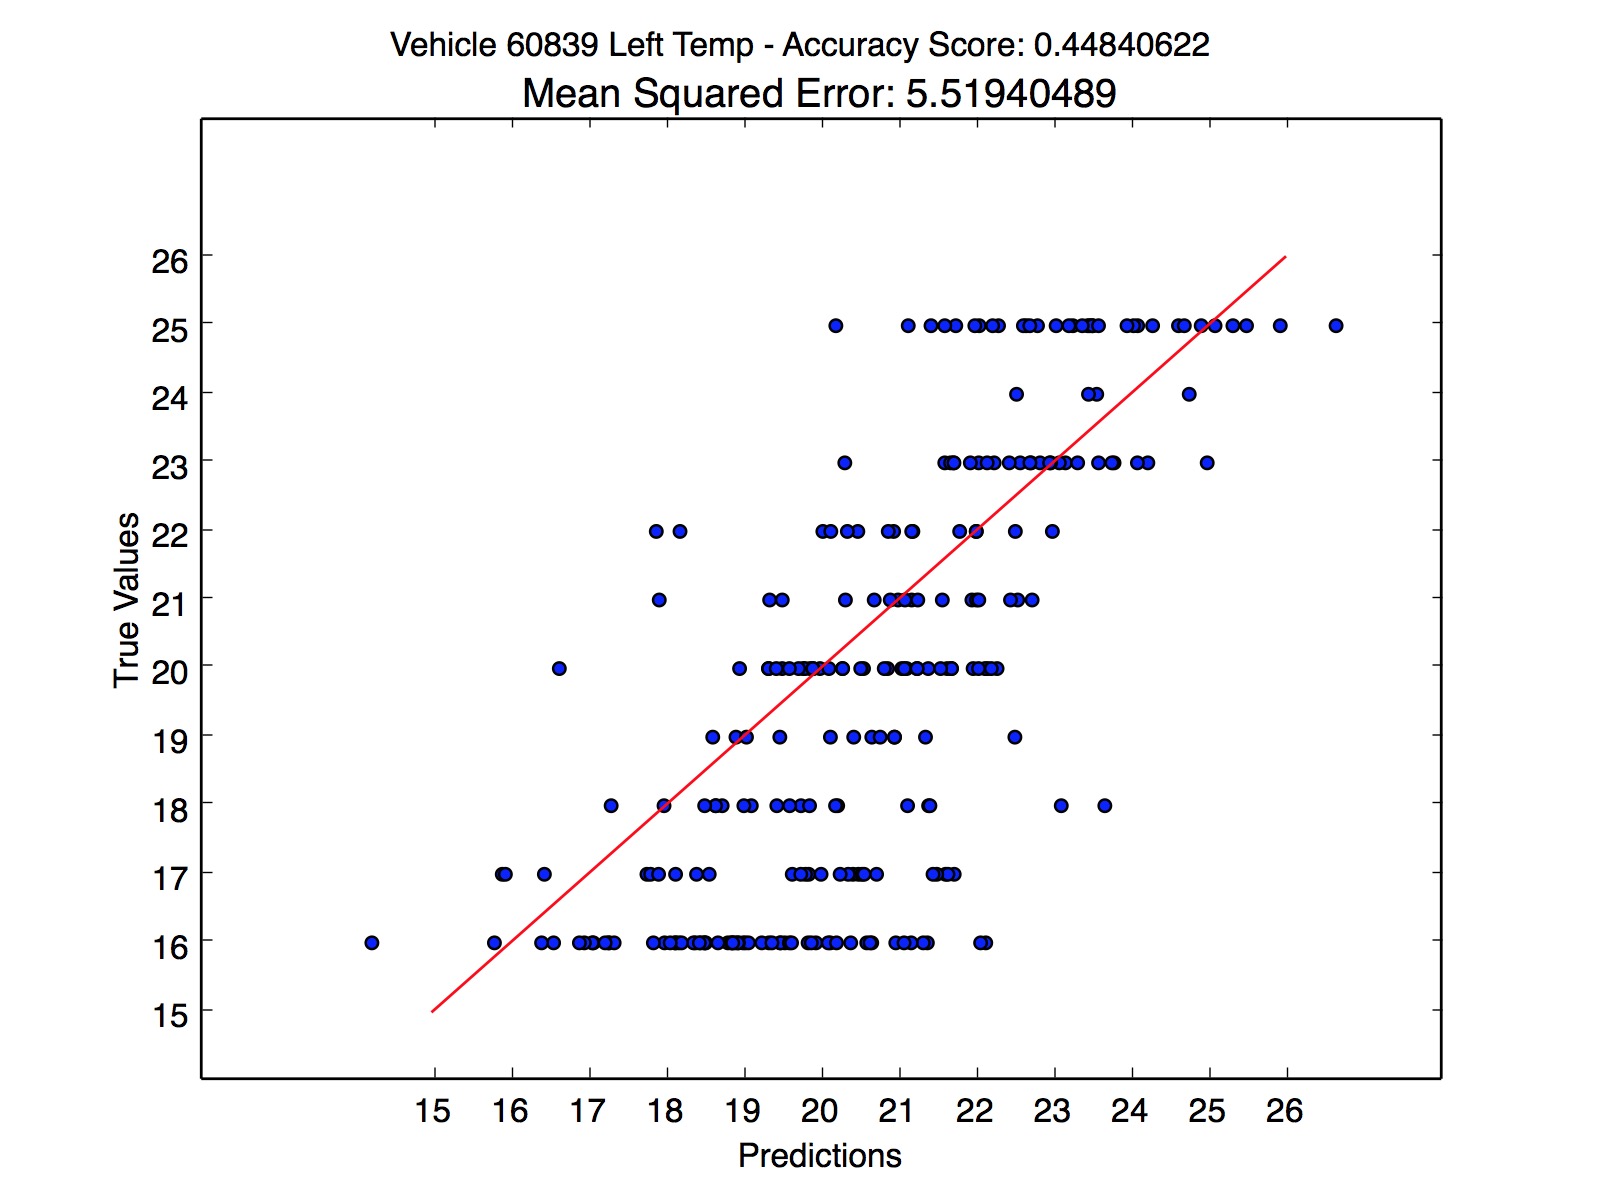 Vehicle 60839 Left Temp - Accuracy Score: 0.44840622
Mean Squared Error: 5.51940489
26
25
24
23
22
21
20
19
18
17
16
15
True Values
15 16 17 18 19 20 21 22 23 24 25 26
Predictions